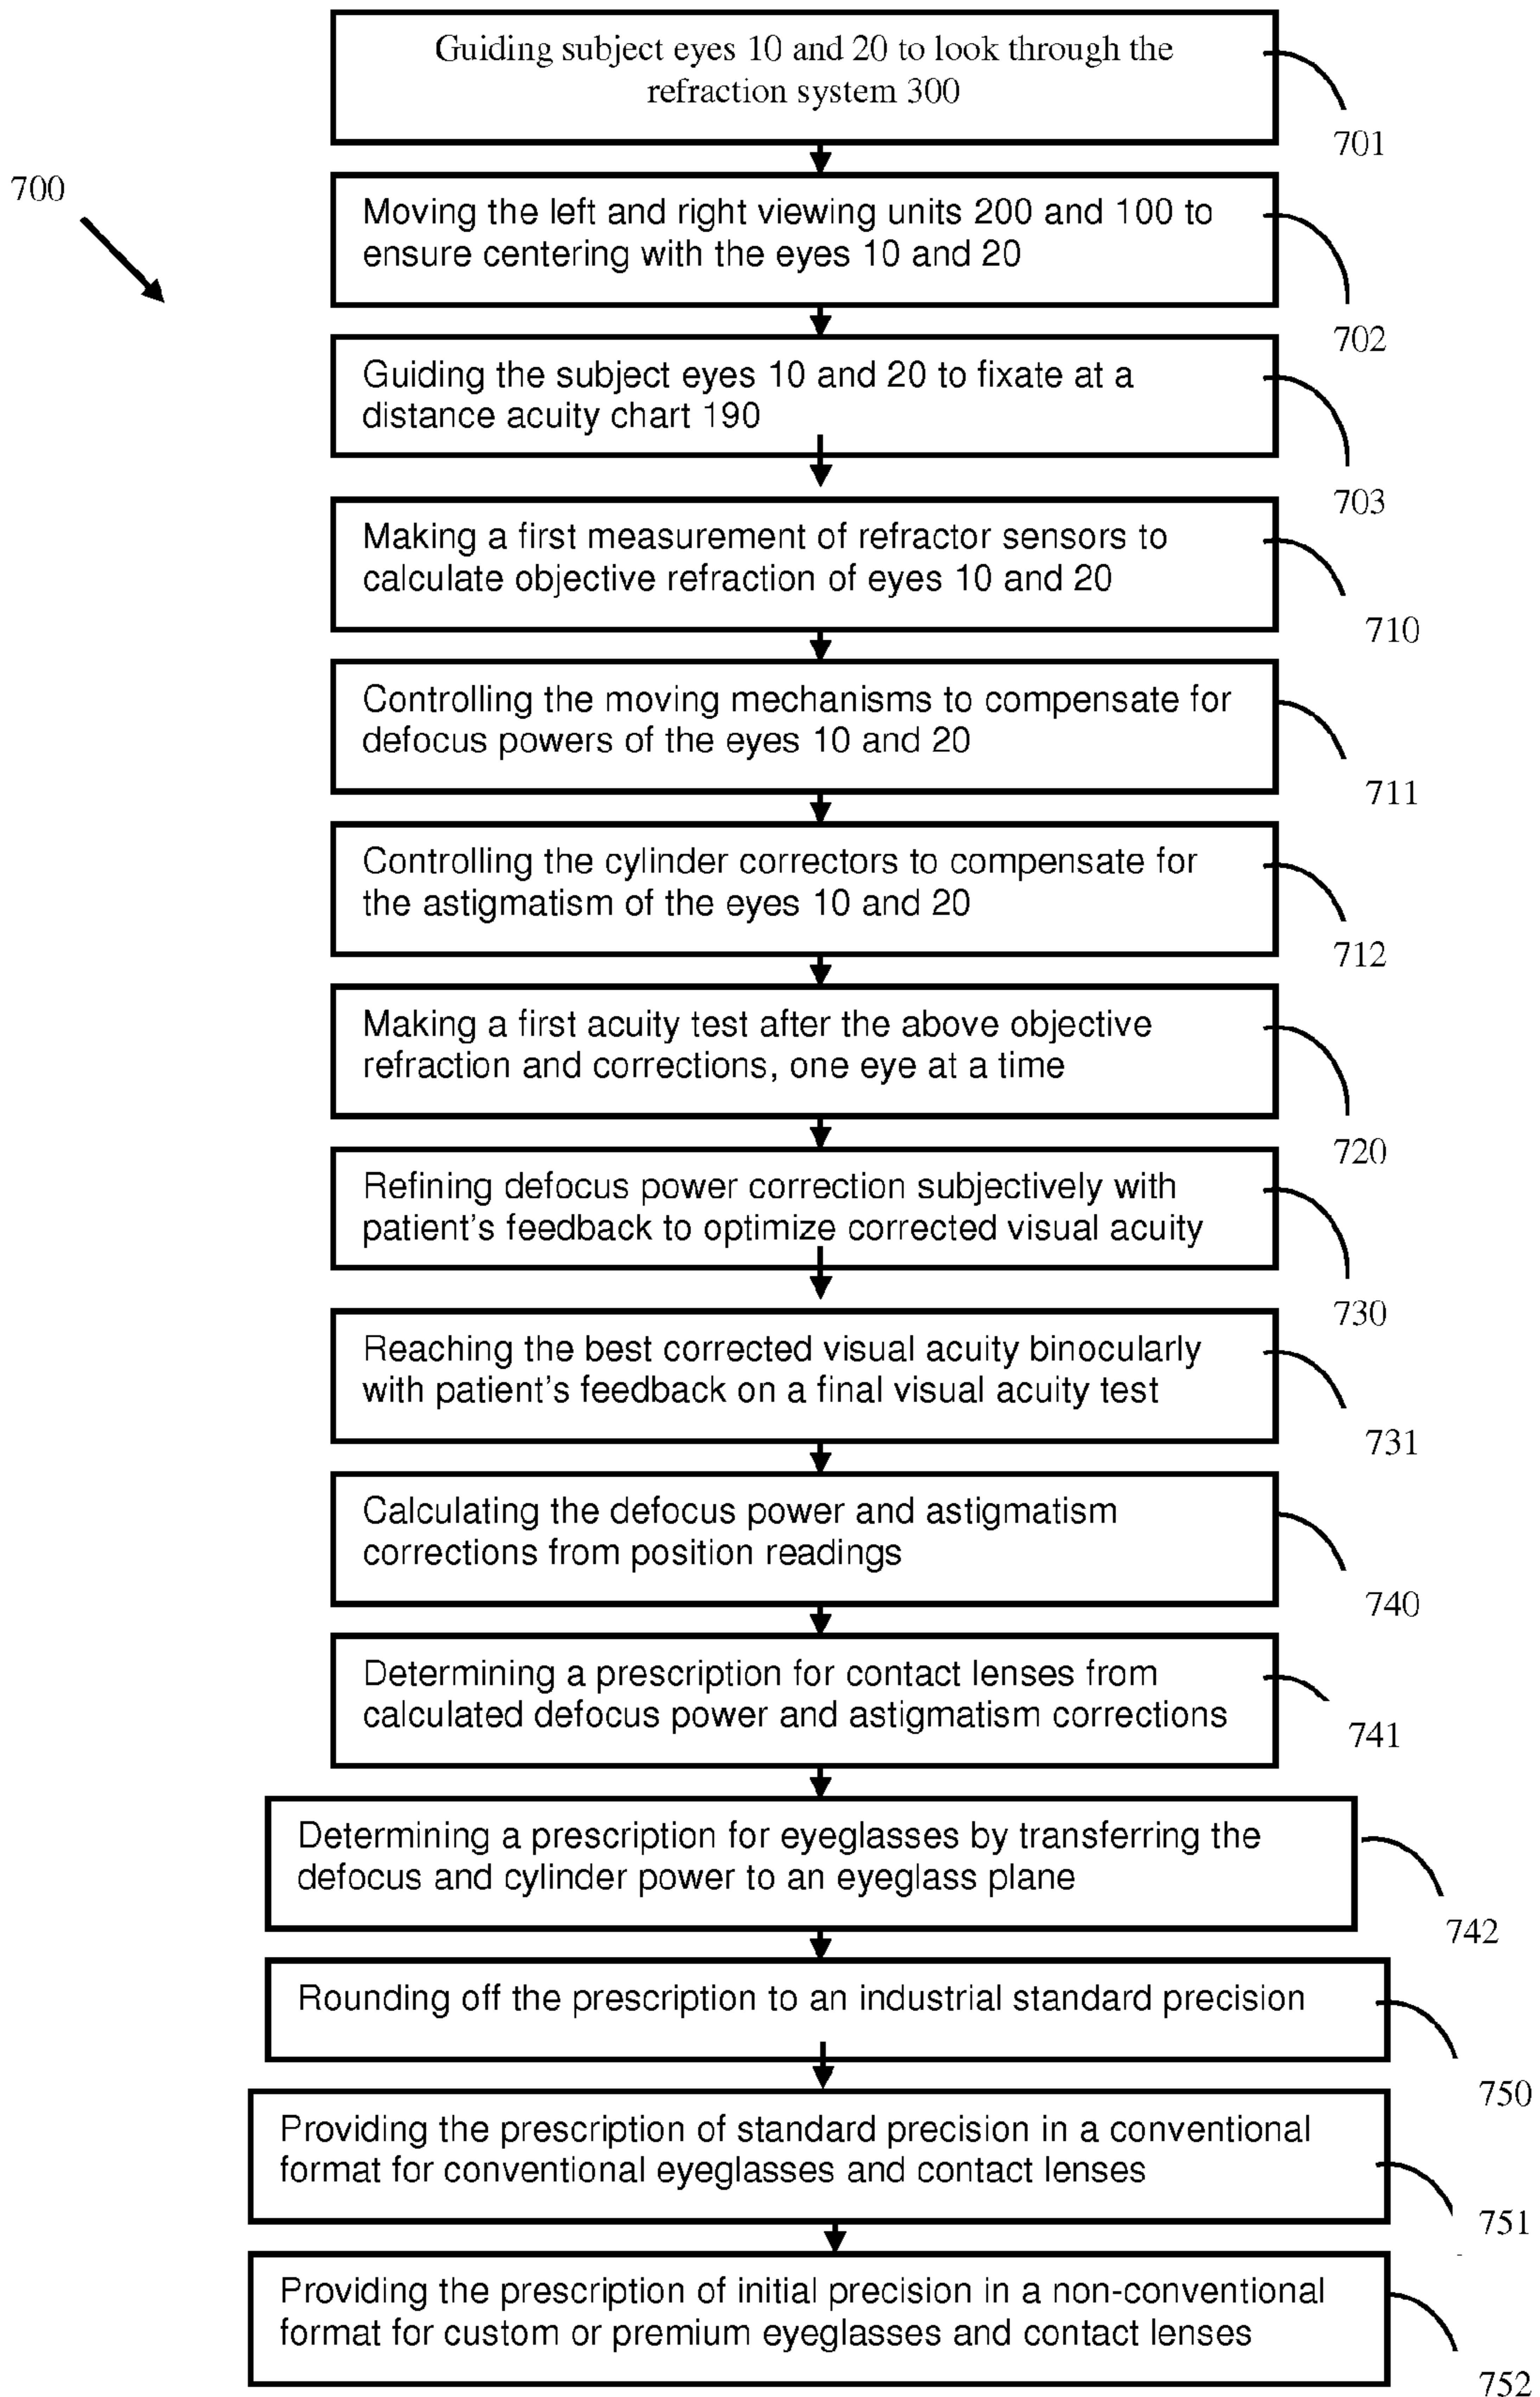 Guiding subject eyes 10 and 20 to look through the
refraction system 300
701
700
Moving the left and right viewing units 200 and 100 to
ensure centering with the eyes 10 and 20
702
Guiding the subject eyes 10 and 20 to fixate at a
distance acuity chart 190
703
Making a first measurement of refractor sensors to
calculate objective refraction of eyes 10 and 20
710
Controlling the moving mechanisms to compensate for
defocus powers of the eyes 10 and 20
711
Controlling the cylinder correctors to compensate for
the astigmatism of the eyes 10 and 20
712
Making a first acuity test after the above objective
refraction and corrections, one eye at a time
720
Refining defocus power correction subjectively with
patient's feedback to optimize corrected visual acuity
730
Reaching the best corrected visual acuity binocularly
with patient's feedback on a final visual acuity test
731
Calculating the defocus power and astigmatism
corrections from position readings
740
Determining a prescription for contact lenses from
calculated defocus power and astigmatism corrections
741
Determining a prescription for eyeglasses by transferring the
defocus and cylinder power to an eyeglass plane
742
Rounding off the prescription to an industrial standard precision
750
Providing the prescription of standard precision in a conventional
format for conventional eyeglasses and contact lenses
751
Providing the prescription of initial precision in a non-conventional
format for custom or premium eyeglasses and contact lenses
752